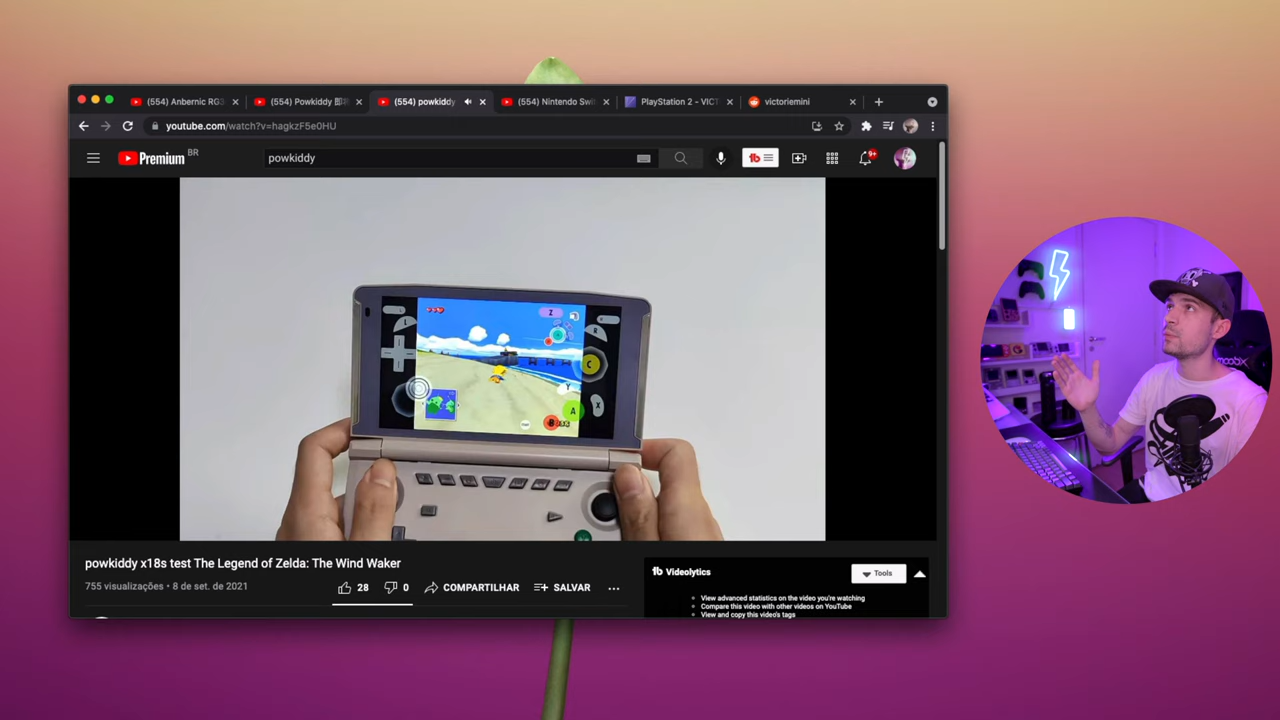 (554) Anbernic RG3
(554) Powkiddy
(554) powkiddy
(554) Nintendo Swi
PlayStation 2 - VICT
victoriemini
youtube.com/watch?v=hagkzF5e0HU
Premium BR
powkiddy
9+
L
Z
R
C
Y
X
A
B
powkiddy x18s test The Legend of Zelda: The Wind Waker
755 visualizações • 8 de set. de 2021
28
0
COMPARTILHAR
SALVAR
Videolytics
Tools
View advanced statistics on the video you're watching
Compare this video with other videos on YouTube
View and copy this video's tags